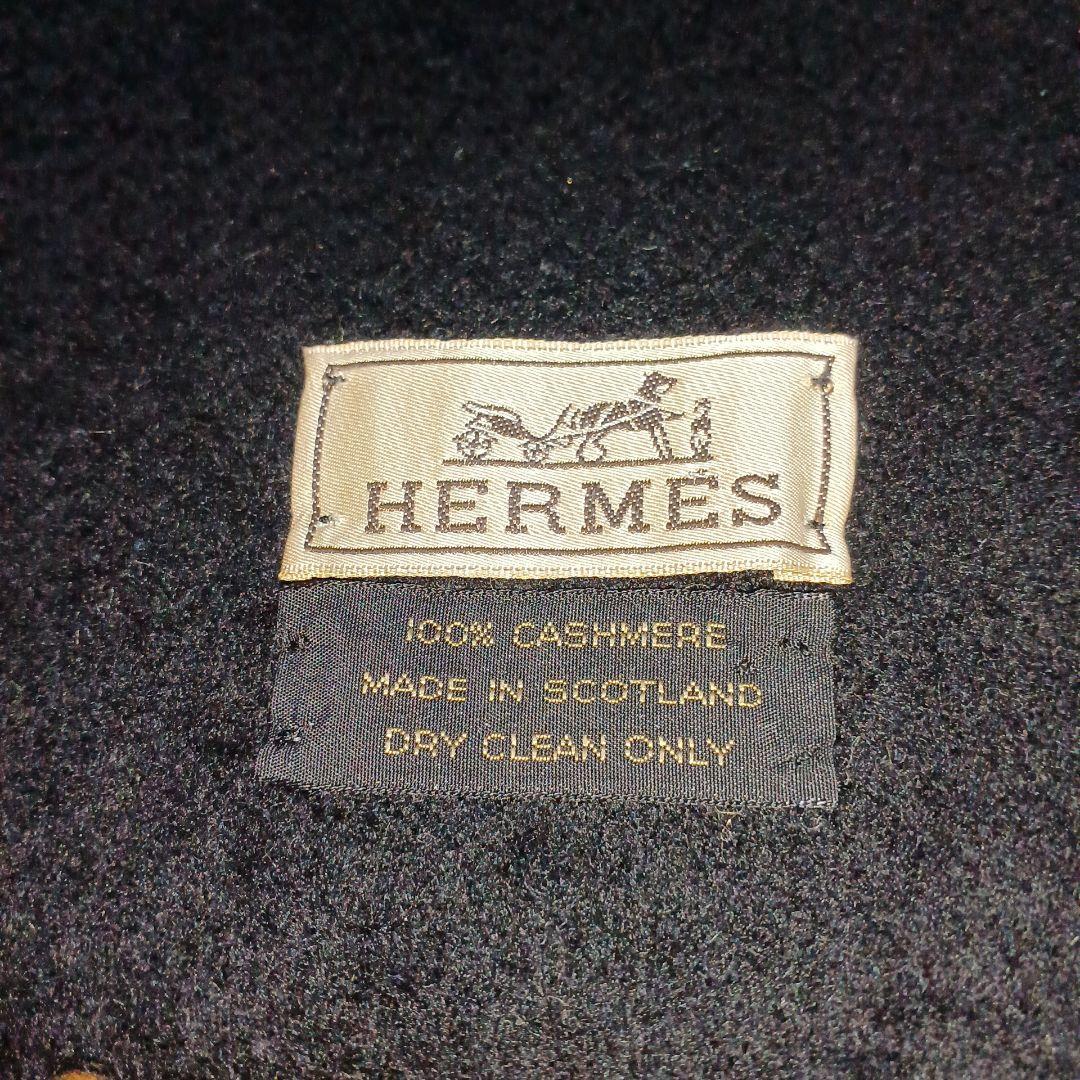 HERMÈS
100% CASHMERE
MADE IN SCOTLAND
DRY CLEAN ONLY